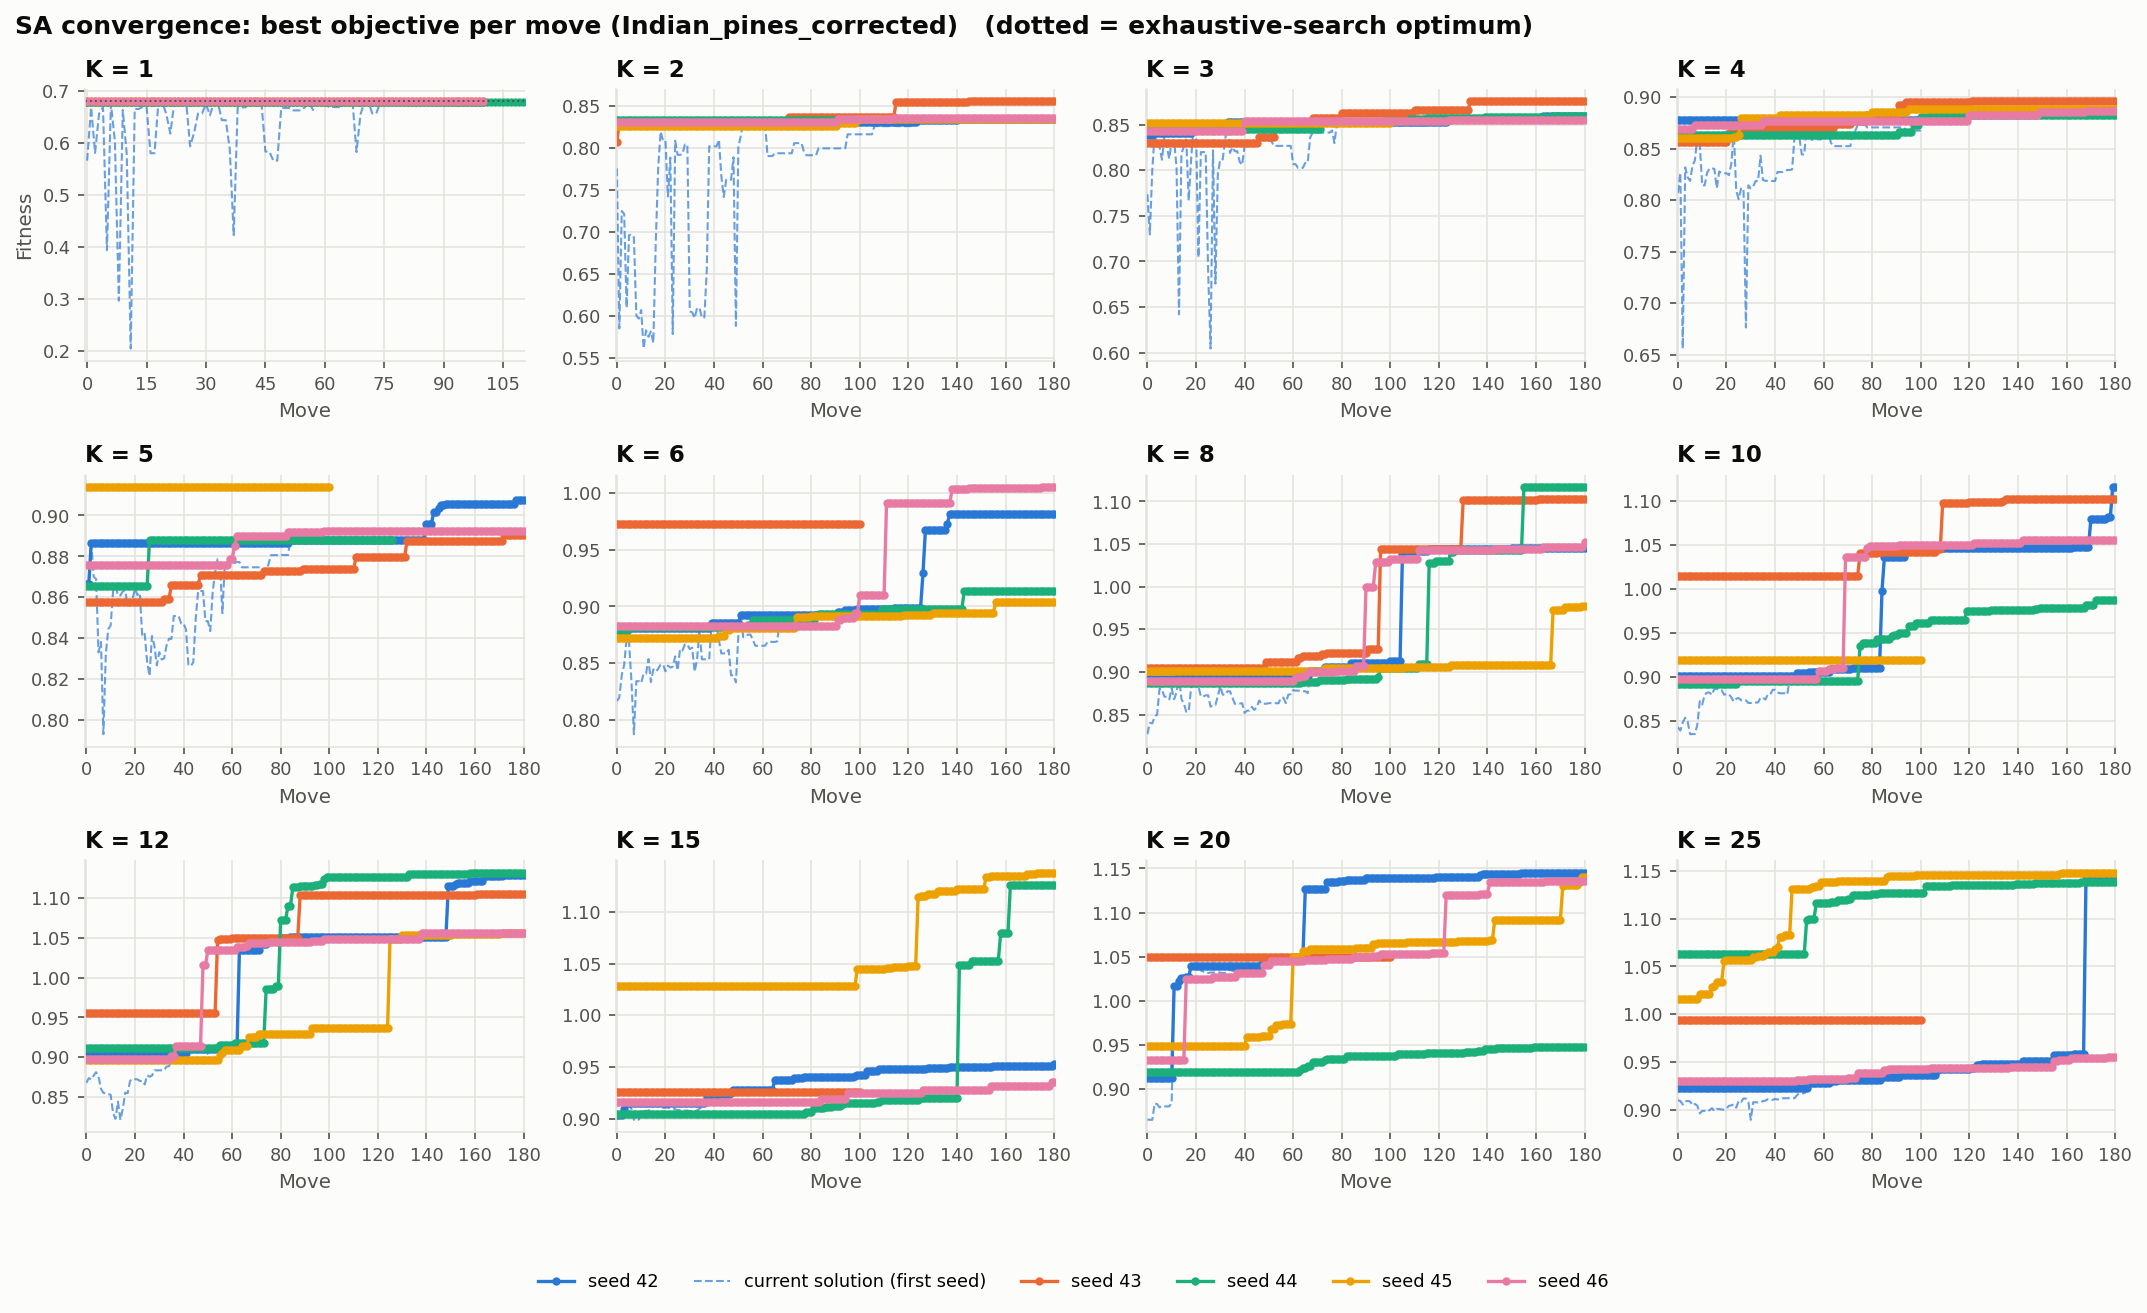 SA convergence: best objective per move (Indian_pines_corrected)   (dotted = exhaustive-search optimum)
K = 1
K = 2
K = 3
K = 4
0.7
0.6
0.5
0.4
0.3
0.2
Fitness
0 15 30 45 60 75 90 105
Move
0.85
0.80
0.75
0.70
0.65
0.60
0.55
0 20 40 60 80 100 120 140 160 180
Move
0.85
0.80
0.75
0.70
0.65
0.60
0 20 40 60 80 100 120 140 160 180
Move
0.90
0.85
0.80
0.75
0.70
0.65
0 20 40 60 80 100 120 140 160 180
Move
K = 5
K = 6
K = 8
K = 10
0.90
0.88
0.86
0.84
0.82
0.80
0 20 40 60 80 100 120 140 160 180
Move
1.00
0.95
0.90
0.85
0.80
0 20 40 60 80 100 120 140 160 180
Move
1.10
1.05
1.00
0.95
0.90
0.85
0 20 40 60 80 100 120 140 160 180
Move
1.10
1.05
1.00
0.95
0.90
0.85
0 20 40 60 80 100 120 140 160 180
Move
K = 12
K = 15
K = 20
K = 25
1.10
1.05
1.00
0.95
0.90
0.85
0 20 40 60 80 100 120 140 160 180
Move
1.10
1.05
1.00
0.95
0.90
0 20 40 60 80 100 120 140 160 180
Move
1.15
1.10
1.05
1.00
0.95
0.90
0 20 40 60 80 100 120 140 160 180
Move
1.15
1.10
1.05
1.00
0.95
0.90
0 20 40 60 80 100 120 140 160 180
Move
seed 42 current solution (first seed) seed 43 seed 44 seed 45 seed 46